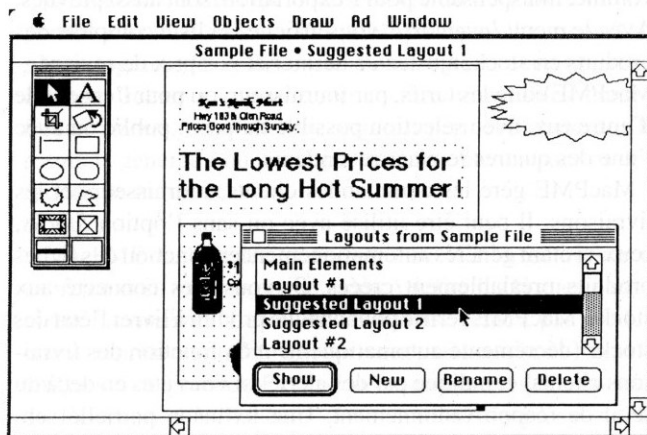 File Edit View Objects Draw Ad Window
Sample File • Suggested Layout 1
A
Hwy 183 & Glen Road
Prices Good through Sunday
The Lowest Prices for
the Long Hot Summer!
Layouts from Sample File
Main Elements
Layout #1
Suggested Layout 1
Suggested Layout 2
Layout #2
Show New Rename Delete